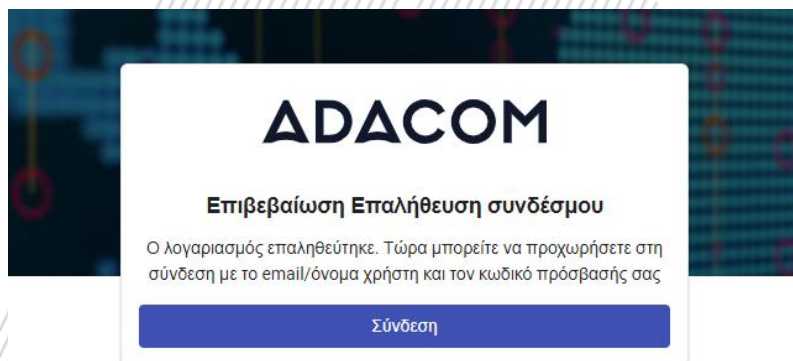 ADACOM
Επιβεβαίωση Επαλήθευση συνδέσμου
Ο λογαριασμός επαληθεύτηκε. Τώρα μπορείτε να προχωρήσετε στη
σύνδεση με το email/όνομα χρήστη και τον κωδικό πρόσβασής σας
Σύνδεση